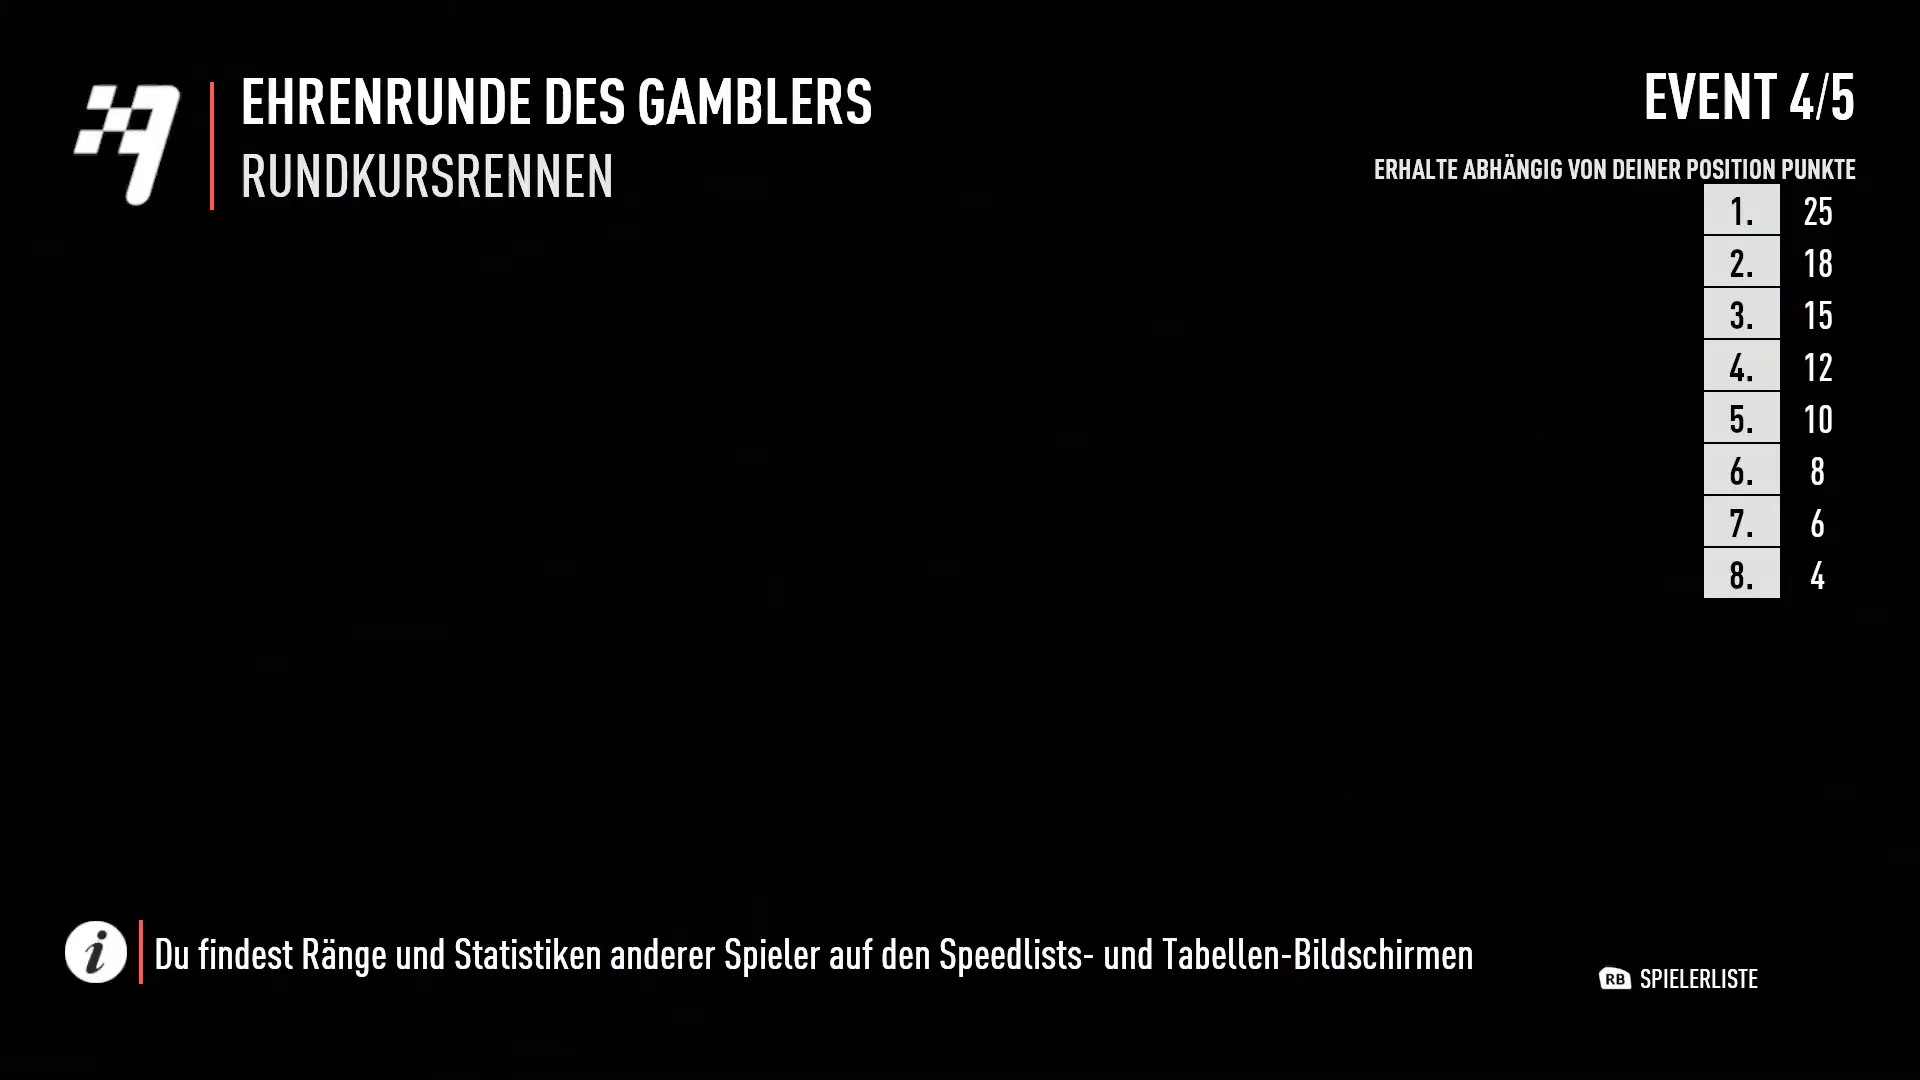 EHRENRUNDE DES GAMBLERS
RUNDKURSRENNEN
EVENT 4/5
ERHALTE ABHÄNGIG VON DEINER POSITION PUNKTE
1. 25
2. 18
3. 15
4. 12
5. 10
6. 8
7. 6
8. 4
i Du findest Ränge und Statistiken anderer Spieler auf den Speedlists- und Tabellen-Bildschirmen
RB SPIELERLISTE